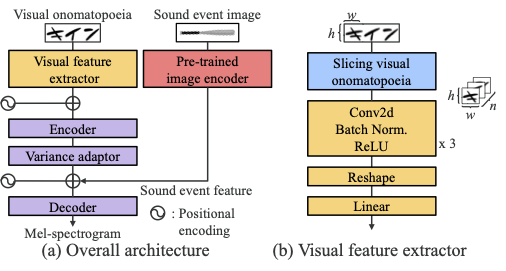 Visual onomatopoeia
キイン
Visual feature
extractor
Encoder
Variance adaptor
Decoder
Mel-spectrogram
Sound event image
Pre-trained
image encoder
Sound event feature
: Positional
encoding
(a) Overall architecture
w
h
キイン
Slicing visual
onomatopoeia
h
キ
w
n
Conv2d
Batch Norm.
ReLU
x 3
Reshape
Linear
(b) Visual feature extractor